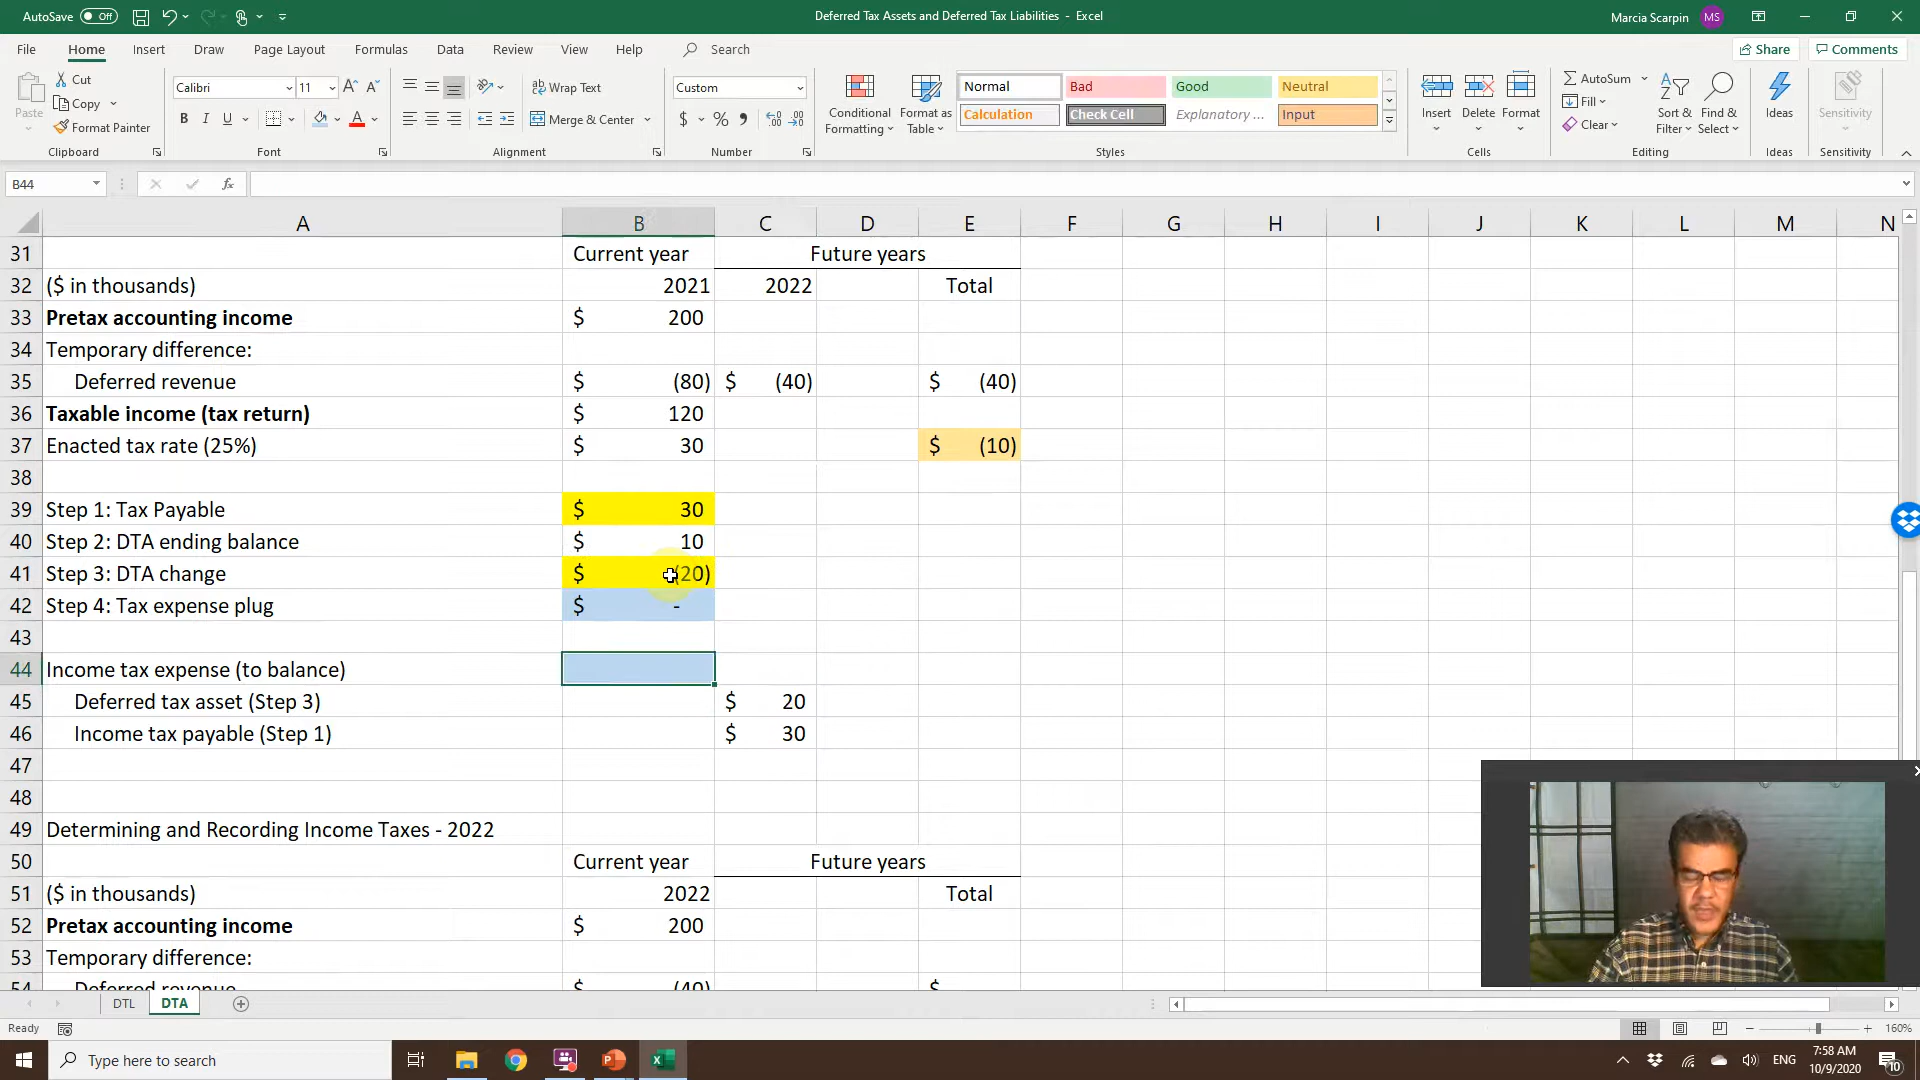 AutoSave Off
Deferred Tax Assets and Deferred Tax Liabilities - Excel
Marcia Scarpin MS
File Home Insert Draw Page Layout Formulas Data Review View Help Search
Share Comments
Paste
Cut
Copy
Format Painter
Clipboard
Calibri 11
B I U
Font
Wrap Text
Merge & Center
Alignment
Custom
$ % ,
Number
Conditional Formatting
Format as Table
Normal Bad Good Neutral
Calculation Check Cell Explanatory ... Input
Styles
Insert Delete Format
Cells
AutoSum
Fill
Clear
Sort & Filter
Find & Select
Editing
Ideas
Ideas
Sensitivity
Sensitivity
B44 fx
A B C D E F G H I J K L M N
31 Current year Future years
32 ($ in thousands) 2021 2022 Total
33 Pretax accounting income $ 200
34 Temporary difference:
35 Deferred revenue $ (80) $ (40) $ (40)
36 Taxable income (tax return) $ 120
37 Enacted tax rate (25%) $ 30 $ (10)
38
39 Step 1: Tax Payable $ 30
40 Step 2: DTA ending balance $ 10
41 Step 3: DTA change $ (20)
42 Step 4: Tax expense plug $ -
43
44 Income tax expense (to balance)
45 Deferred tax asset (Step 3) $ 20
46 Income tax payable (Step 1) $ 30
47
48
49 Determining and Recording Income Taxes - 2022
50 Current year Future years
51 ($ in thousands) 2022 Total
52 Pretax accounting income $ 200
53 Temporary difference:
54 Deferred revenue $ (40) $
DTL DTA
Ready
160%
Type here to search
ENG
7:58 AM
10/9/2020
10